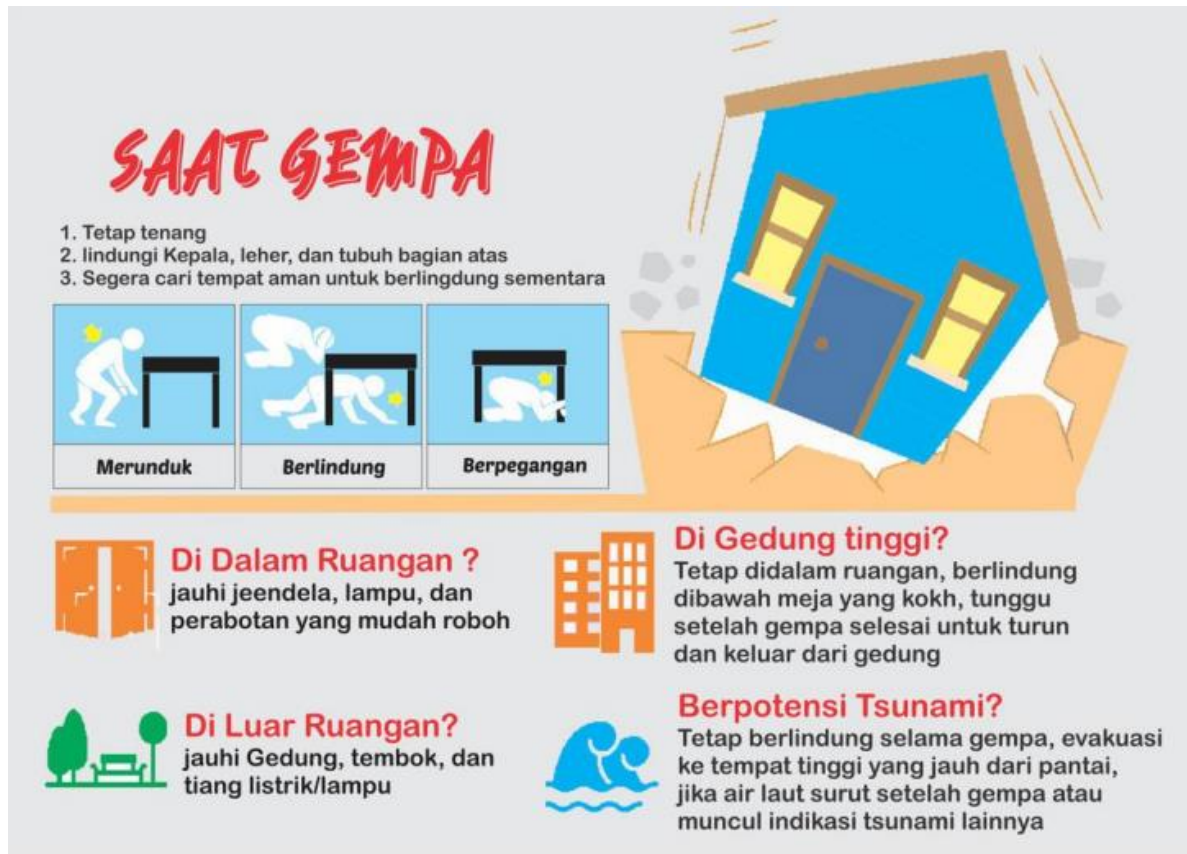 SAAT GEMPA
1. Tetap tenang
2. lindungi Kepala, leher, dan tubuh bagian atas
3. Segera cari tempat aman untuk berlingdung sementara
Merunduk
Berlindung
Berpegangan
Di Dalam Ruangan ?
jauhi jeendela, lampu, dan
perabotan yang mudah roboh
Di Gedung tinggi?
Tetap didalam ruangan, berlindung
dibawah meja yang kokh, tunggu
setelah gempa selesai untuk turun
dan keluar dari gedung
Di Luar Ruangan?
jauhi Gedung, tembok, dan
tiang listrik/lampu
Berpotensi Tsunami?
Tetap berlindung selama gempa, evakuasi
ke tempat tinggi yang jauh dari pantai,
jika air laut surut setelah gempa atau
muncul indikasi tsunami lainnya